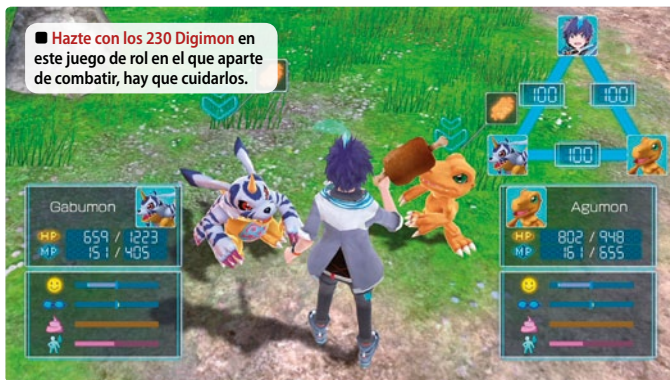 ■ Hazte con los 230 Digimon en
este juego de rol en el que aparte
de combatir, hay que cuidarlos.
100 100
100
Gabumon
HP 659 / 1223
MP 151 / 405
Agumon
HP 802 / 948
MP 161 / 655